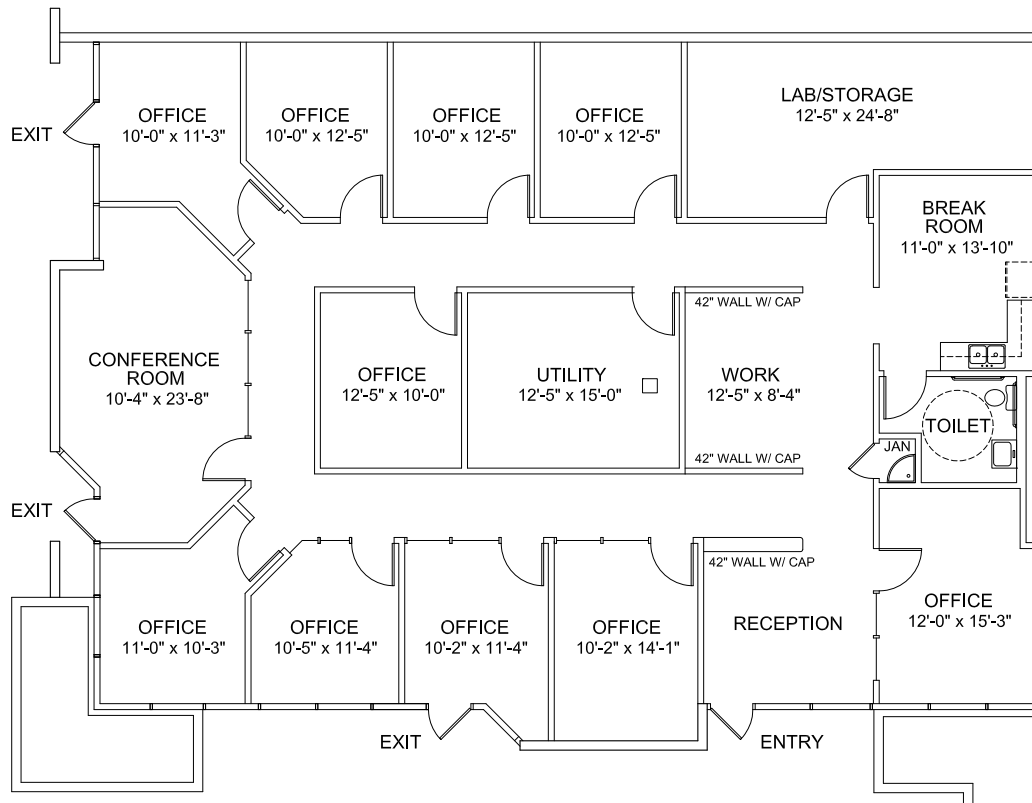 OFFICE
10'-0" x 11'-3"
OFFICE
10'-0" x 12'-5"
OFFICE
10'-0" x 12'-5"
OFFICE
10'-0" x 12'-5"
LAB/STORAGE
12'-5" x 24'-8"
EXIT
BREAK
ROOM
11'-0" x 13'-10"
42" WALL W/ CAP
CONFERENCE
ROOM
10'-4" x 23'-8"
OFFICE
12'-5" x 10'-0"
UTILITY
12'-5" x 15'-0"
WORK
12'-5" x 8'-4"
TOILET
JAN
42" WALL W/ CAP
EXIT
42" WALL W/ CAP
OFFICE
11'-0" x 10'-3"
OFFICE
10'-5" x 11'-4"
OFFICE
10'-2" x 11'-4"
OFFICE
10'-2" x 14'-1"
RECEPTION
OFFICE
12'-0" x 15'-3"
EXIT
ENTRY